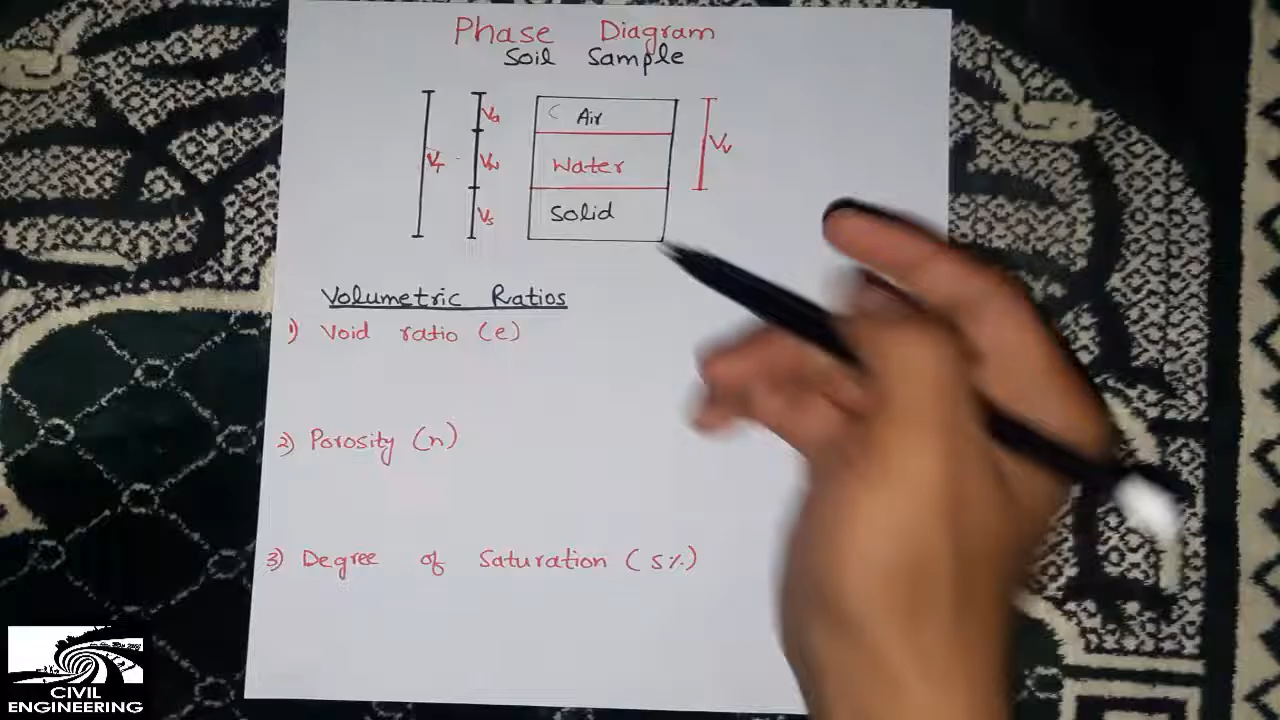 Phase Diagram
Soil Sample
VT
Va
Vw
Vs
Air
Water
Solid
Vv
Volumetric Ratios
1) Void ratio (e)
2) Porosity (n)
3) Degree of Saturation (S%)
CIVIL
ENGINEERING